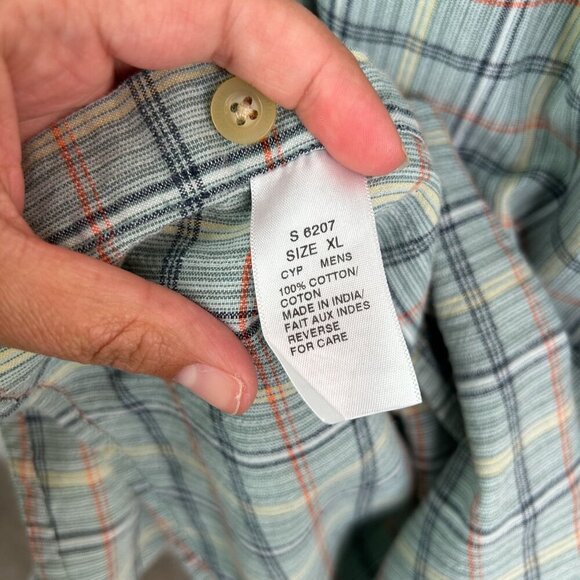 S 6207
SIZE XL
CYP MENS
100% COTTON/
COTON
MADE IN INDIA/
FAIT AUX INDES
REVERSE
FOR CARE